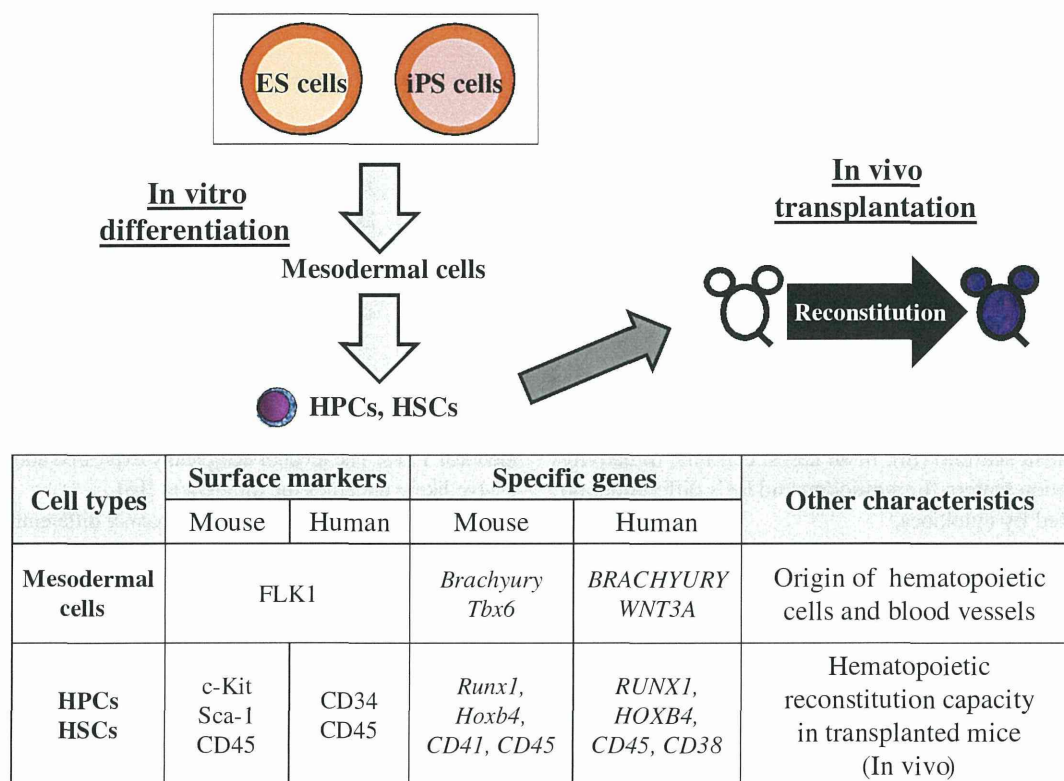 ES cells
iPS cells
In vitro
differentiation
Mesodermal cells
HPCs, HSCs
In vivo
transplantation
Reconstitution
Cell types
Surface markers
Specific genes
Other characteristics
Mouse
Human
Mouse
Human
Mesodermal
cells
FLK1
Brachyury
Tbx6
BRACHYURY
WNT3A
Origin of hematopoietic
cells and blood vessels
HPCs
HSCs
c-Kit
Sca-1
CD45
CD34
CD45
Runx1,
Hoxb4,
CD41, CD45
RUNX1,
HOXB4,
CD45, CD38
Hematopoietic
reconstitution capacity
in transplanted mice
(In vivo)